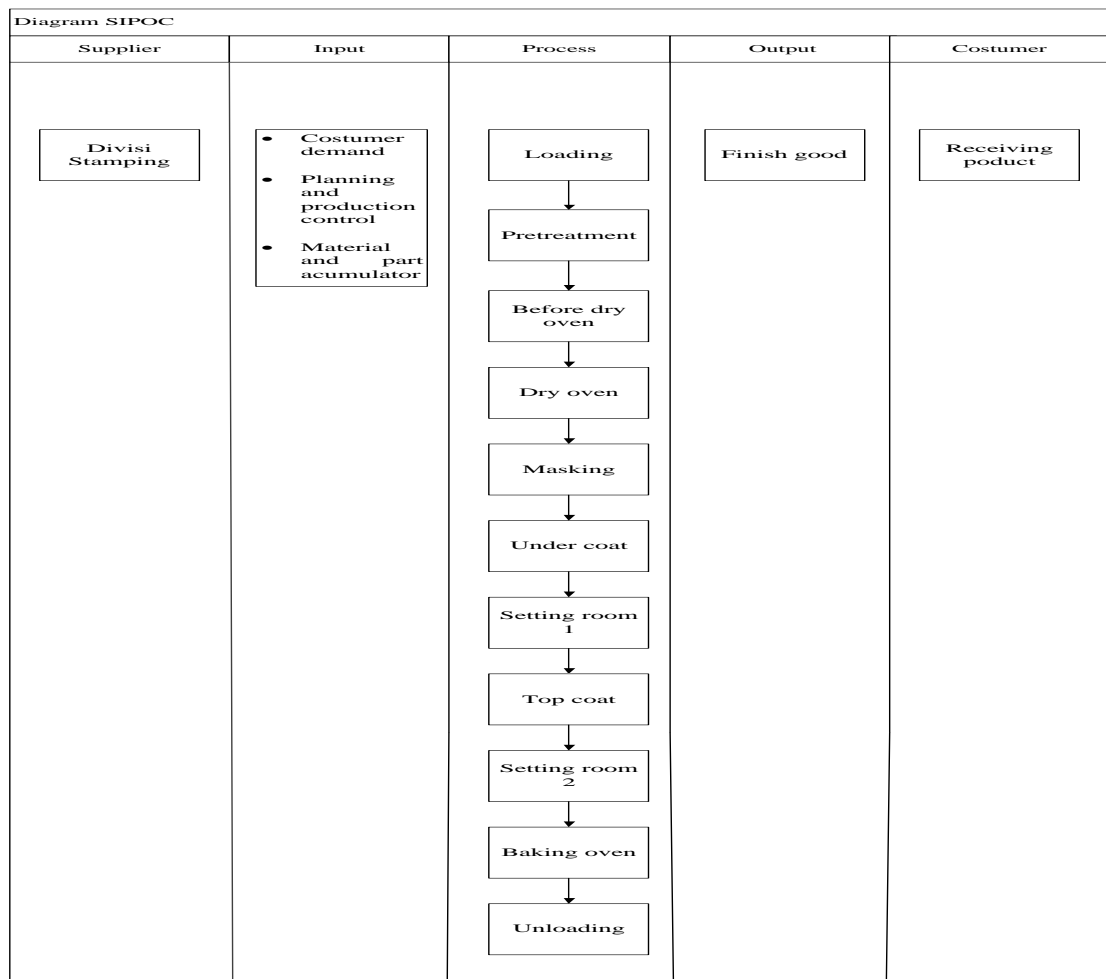 Diagram SIPOC
Supplier
Input
Process
Output
Costumer
Divisi
Stamping
• Costumer
demand
• Planning
and
production
control
• Material
and part
acumulator
Loading
Pretreatment
Before dry
oven
Dry oven
Masking
Under coat
Setting room
1
Top coat
Setting room
2
Baking oven
Unloading
Finish good
Receiving
poduct